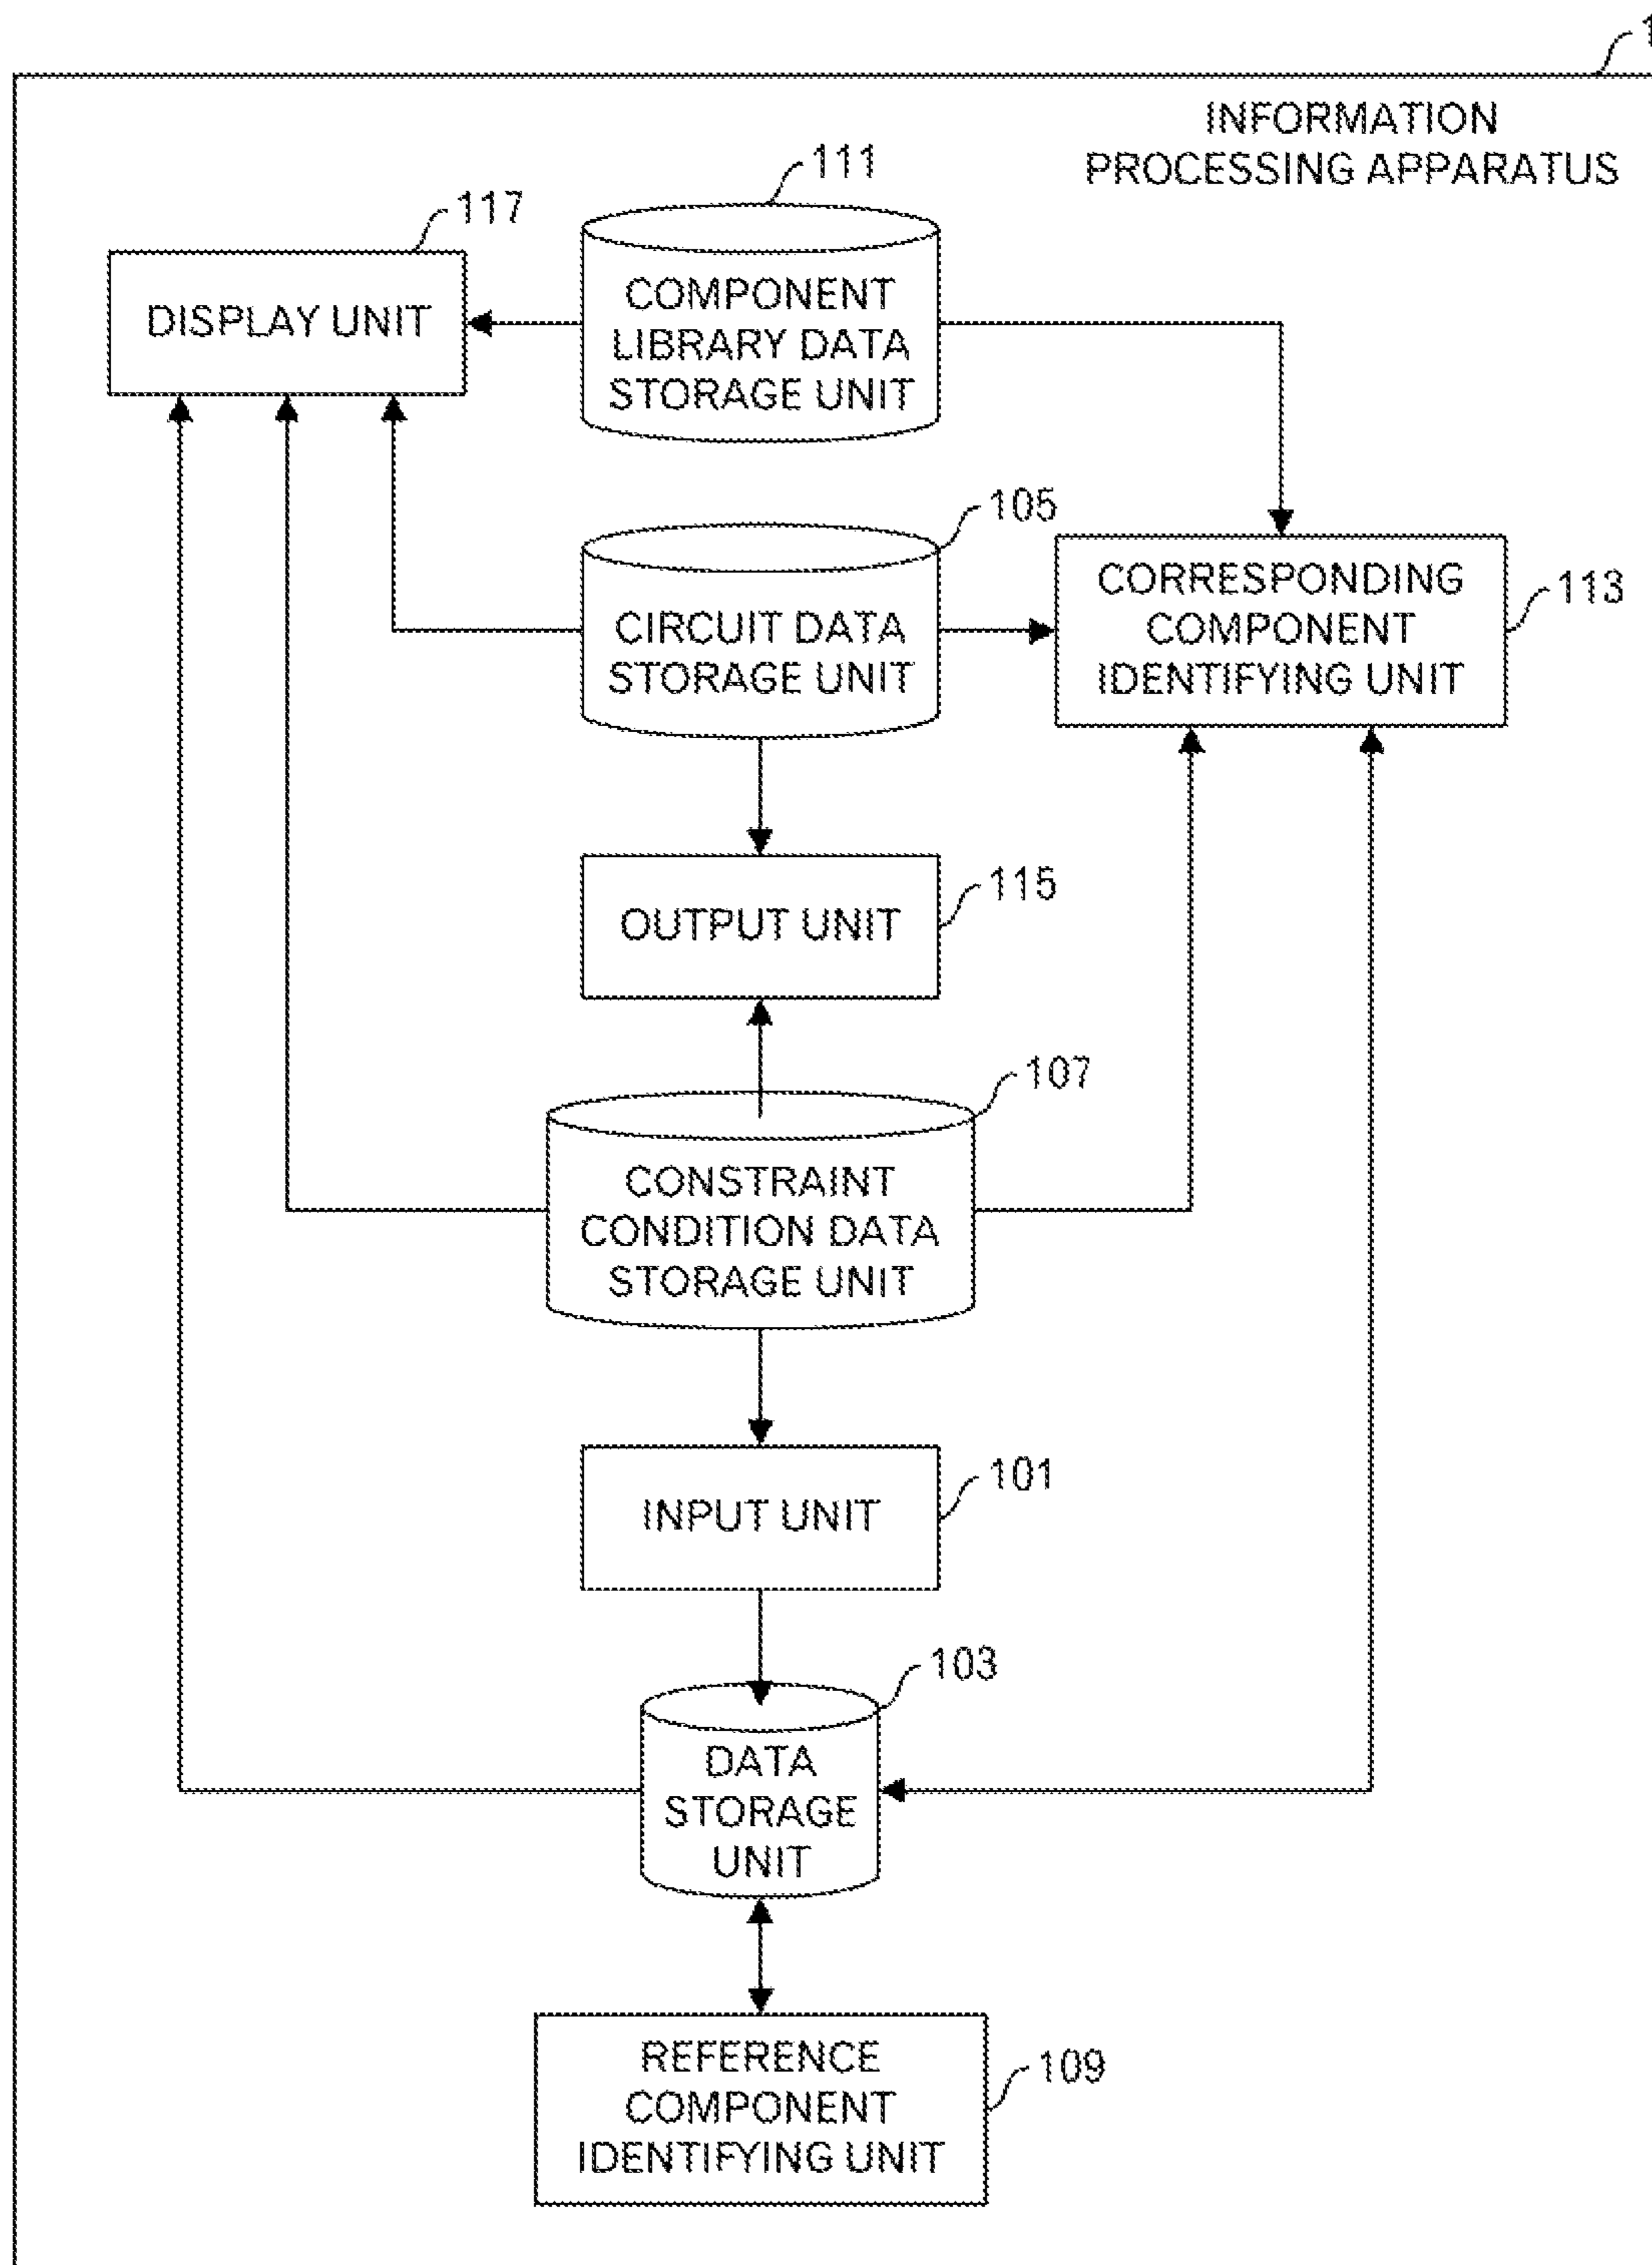 1
INFORMATION
PROCESSING APPARATUS
111
117
COMPONENT
LIBRARY DATA
STORAGE UNIT
DISPLAY UNIT
105
CIRCUIT DATA
STORAGE UNIT
CORRESPONDING
COMPONENT
IDENTIFYING UNIT
113
115
OUTPUT UNIT
107
CONSTRAINT
CONDITION DATA
STORAGE UNIT
101
INPUT UNIT
103
DATA
STORAGE
UNIT
REFERENCE
COMPONENT
IDENTIFYING UNIT
109